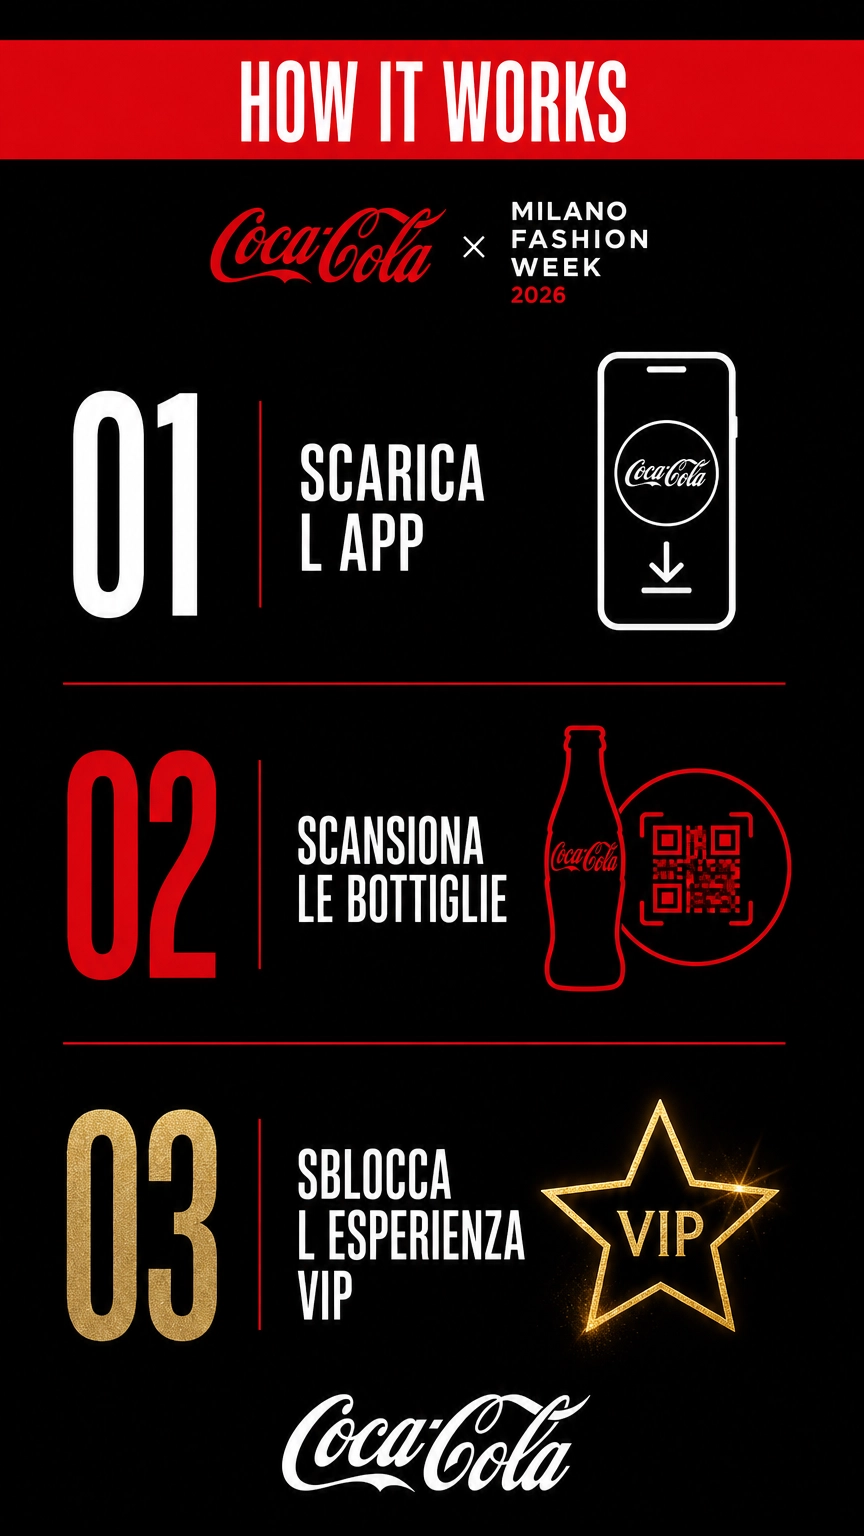 HOW IT WORKS
Coca-Cola × MILANO
FASHION
WEEK
2026
01
SCARICA
L APP
Coca-Cola
02
SCANSIONA
LE BOTTIGLIE
Coca-Cola
03
SBLOCCA
L ESPERIENZA
VIP
VIP
Coca-Cola